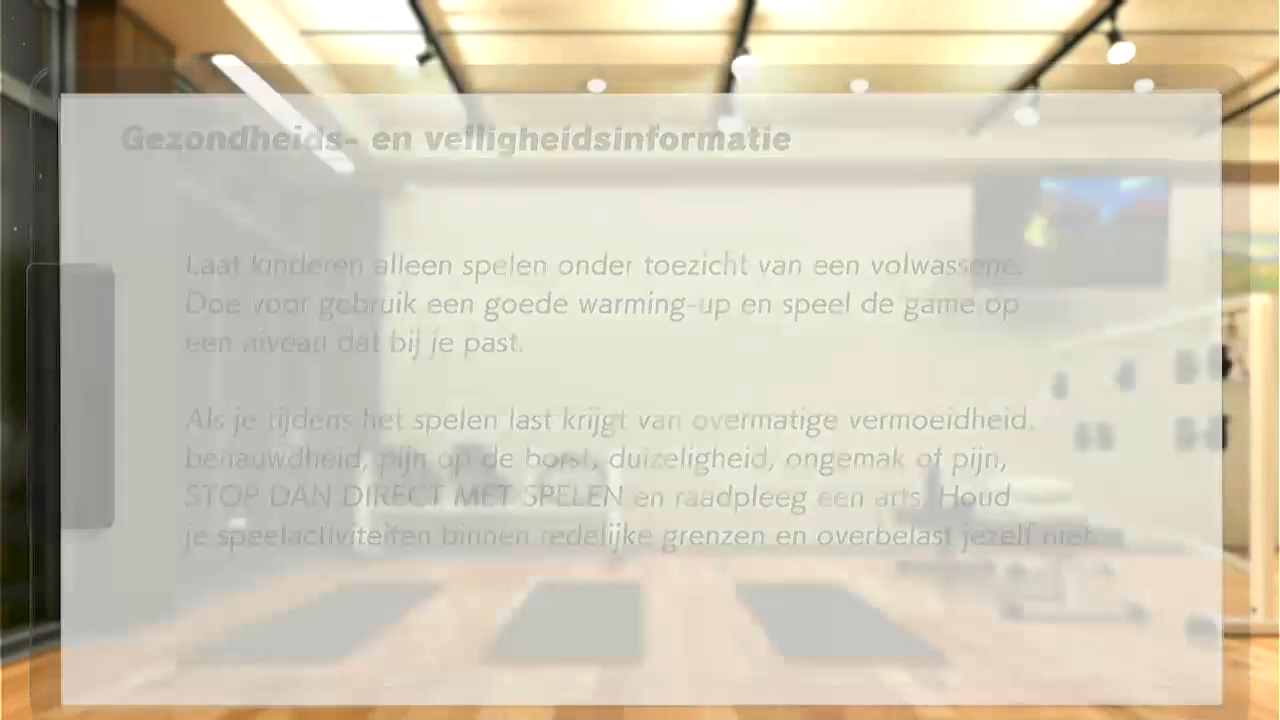 Gezondheids- en veiligheidsinformatie
Laat kinderen alleen spelen onder toezicht van een volwassene.
Doe voor gebruik een goede warming-up en speel de game op
een niveau dat bij je past.
Als je tijdens het spelen last krijgt van overmatige vermoeidheid,
benauwdheid, pijn op de borst, duizeligheid, ongemak of pijn,
STOP DAN DIRECT MET SPELEN en raadpleeg een arts. Houd
je speelactiviteiten binnen redelijke grenzen en overbelast jezelf niet.